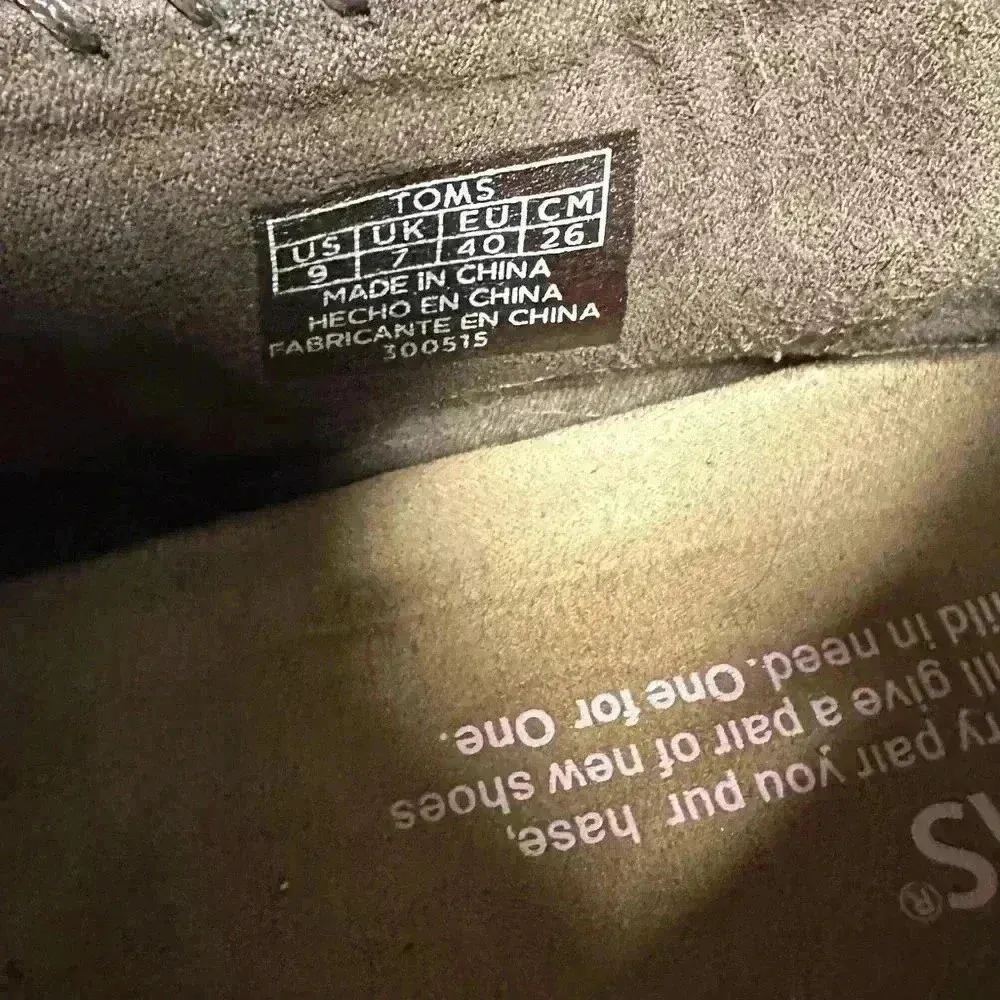 TOMS
US UK EU CM
9 7 40 26
MADE IN CHINA
HECHO EN CHINA
FABRICANTE EN CHINA
300515
S®
ry pair you pur hase,
ill give a pair of new shoes
ild in need. One for One.